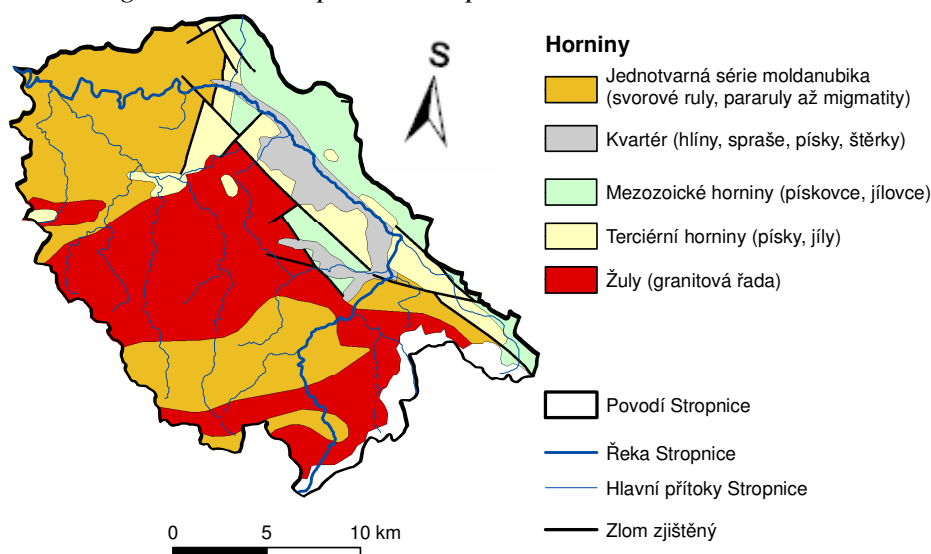 S
Horniny
Jednotvarná série moldanubika
(svorové ruly, pararuly až migmatity)
Kvartér (hlíny, spraše, písky, štěrky)
Mezozoické horniny (pískovce, jílovce)
Terciérní horniny (písky, jíly)
Žuly (granitová řada)
Povodí Stropnice
Řeka Stropnice
Hlavní přítoky Stropnice
Zlom zjištěný
0 5 10 km